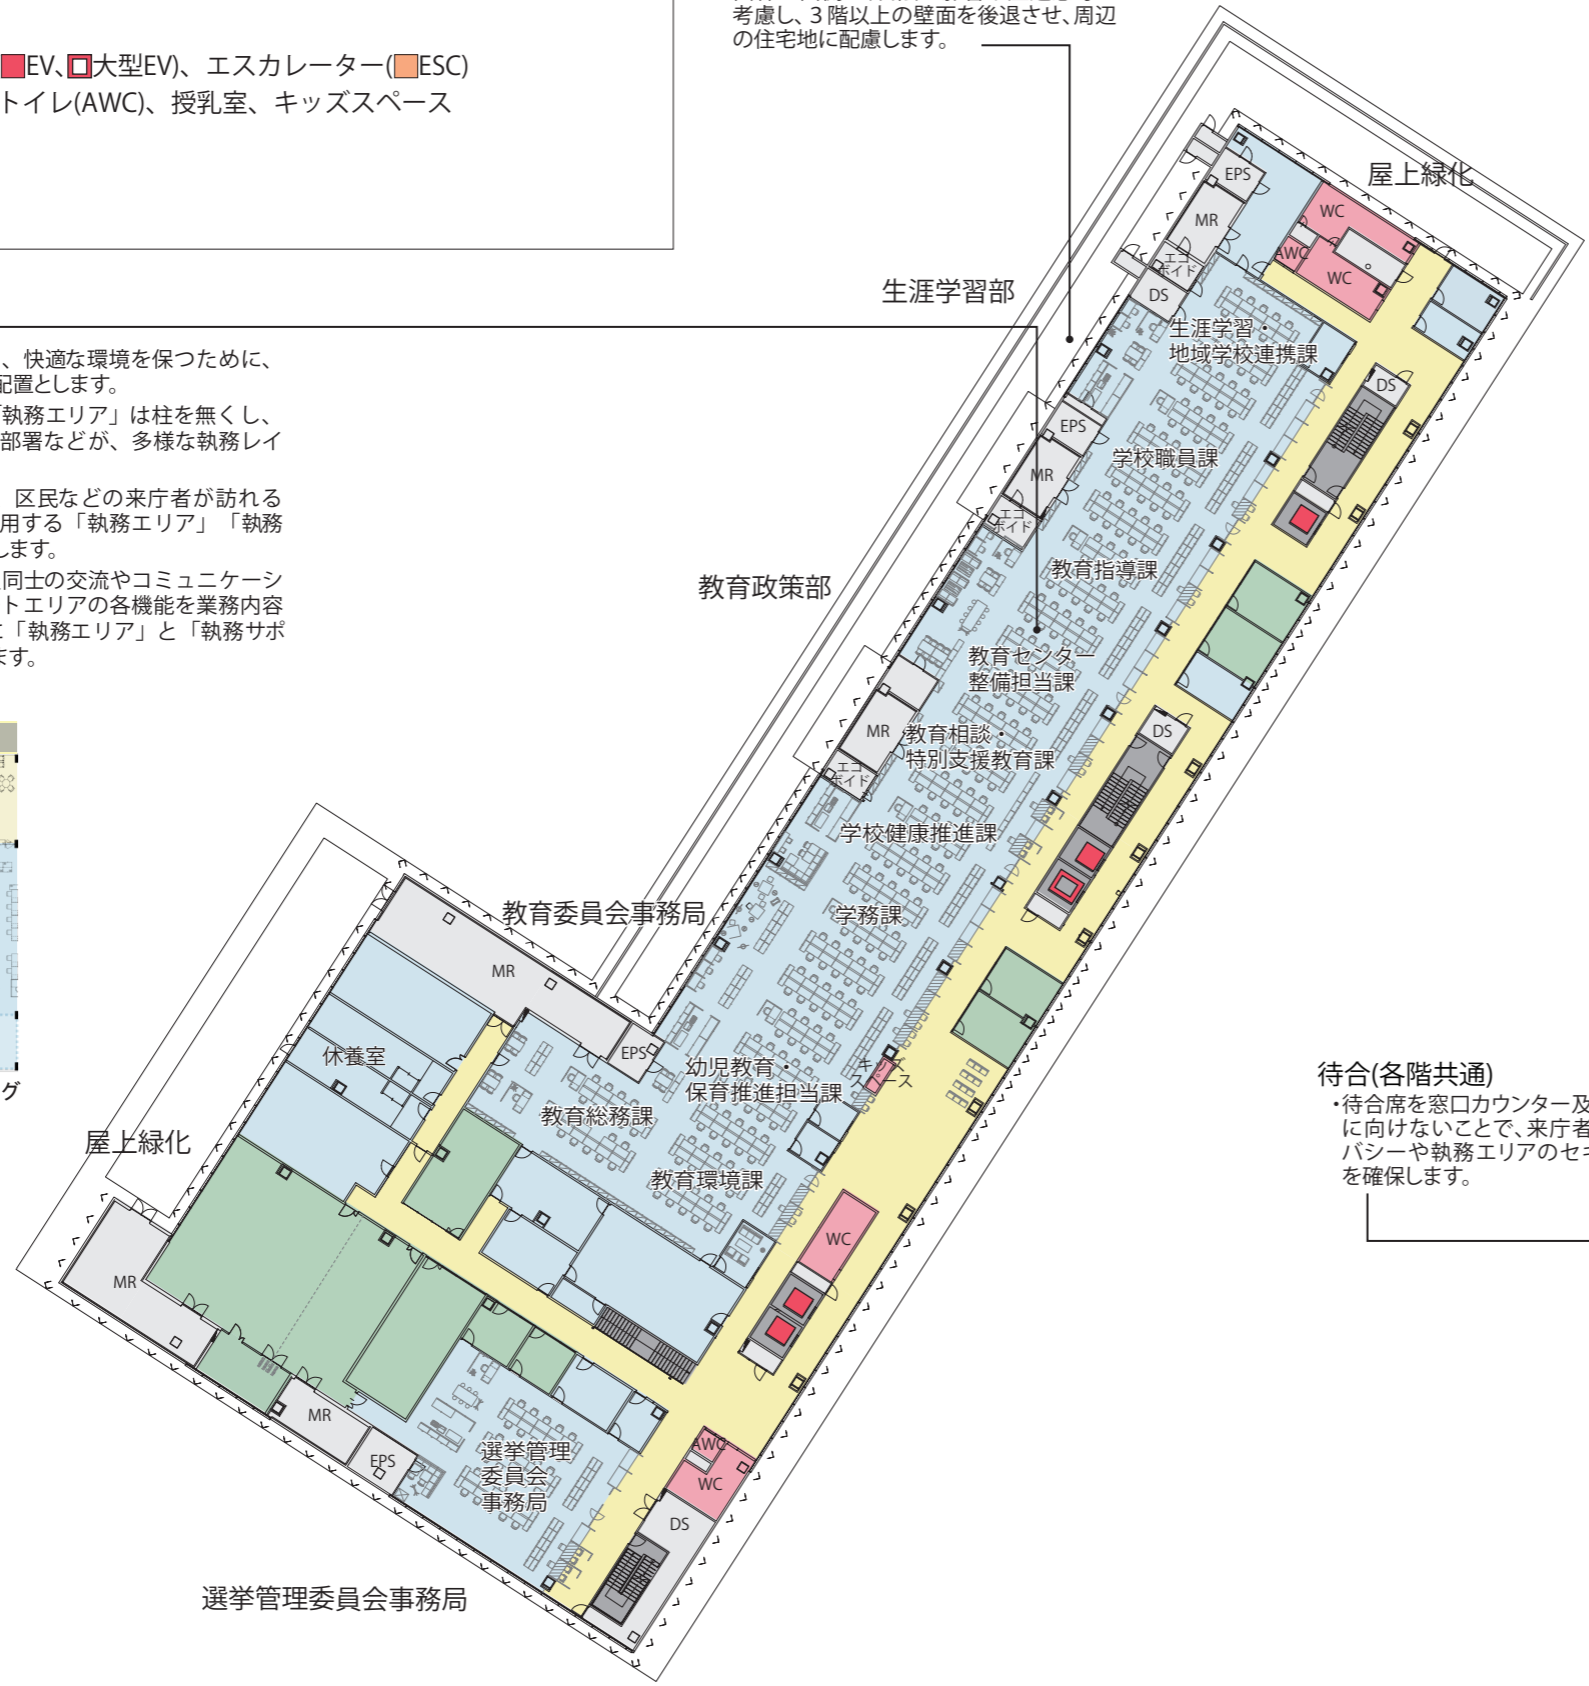 考慮し、３階以上の壁面を後退させ、周辺
の住宅地に配慮します。
EV、大型EV)、エスカレーター(ESC)
トイレ(AWC)、授乳室、キッズスペース
、快適な環境を保つために、
配置とします。
「執務エリア」は柱を無くし、
部署などが、多様な執務レイ
区民などの来庁者が訪れる
用する「執務エリア」「執務
します。
同士の交流やコミュニケーシ
トエリアの各機能を業務内容
に「執務エリア」と「執務サポ
ます。
グ
屋上緑化
EPS
WC
MR
AWC
WC
エコ
ボイド
DS
生涯学習部
生涯学習・
地域学校連携課
DS
EPS
学校職員課
MR
エコ
ボイド
教育指導課
教育政策部
教育センター
整備担当課
MR
教育相談・
特別支援教育課
DS
エコ
ボイド
学校健康推進課
学務課
教育委員会事務局
MR
EPS
休養室
幼児教育・
保育推進担当課
キッズ
スペース
教育総務課
屋上緑化
教育環境課
待合(各階共通)
・待合席を窓口カウンター及
に向けないことで、来庁者
バシーや執務エリアのセキ
を確保します。
WC
MR
MR
EPS
選挙管理
委員会
事務局
AWC
WC
DS
選挙管理委員会事務局